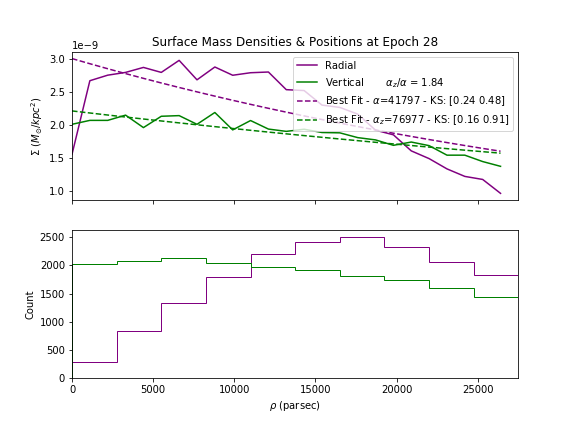 Surface Mass Densities & Positions at Epoch 28
1e−9
3.0
2.5
2.0
1.5
1.0
Σ (M☉/kpc²)
Radial
Vertical α_z/α = 1.84
Best Fit - α=41797 - KS: [0.24 0.48]
Best Fit - α_z=76977 - KS: [0.16 0.91]
2500
2000
1500
1000
500
0
Count
0 5000 10000 15000 20000 25000
ρ (parsec)